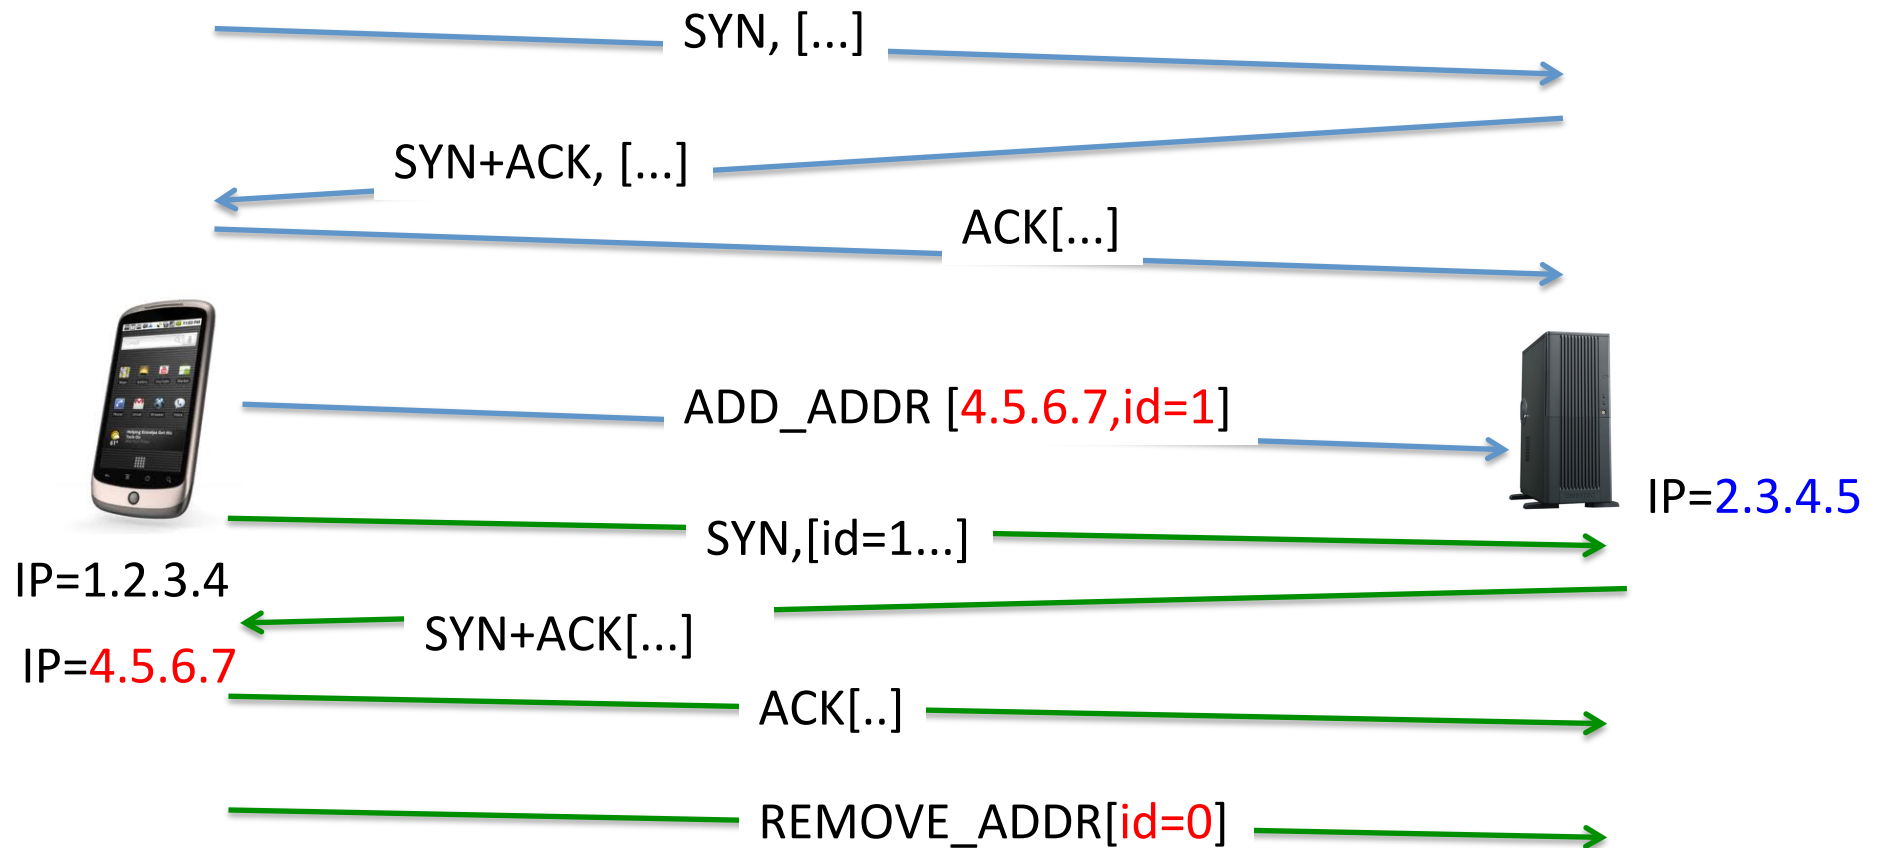 SYN, [...]
SYN+ACK, [...]
ACK[...]
ADD_ADDR [4.5.6.7,id=1]
IP=2.3.4.5
SYN,[id=1...]
IP=1.2.3.4
SYN+ACK[...]
IP=4.5.6.7
ACK[..]
REMOVE_ADDR[id=0]